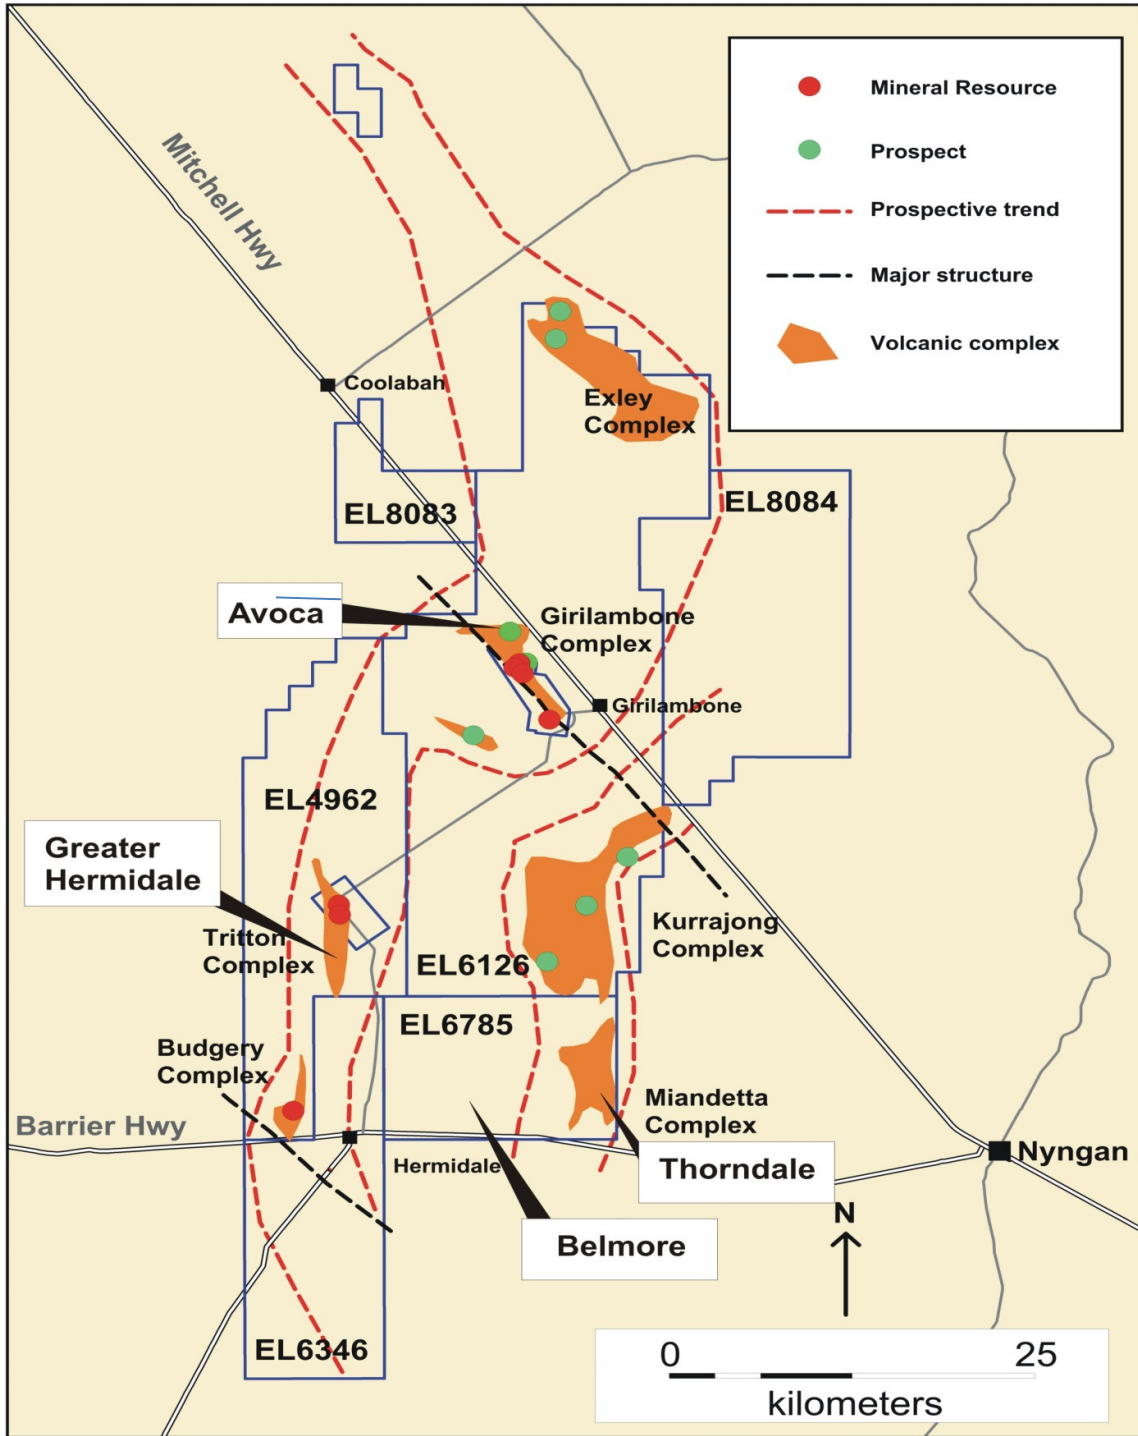 Mitchell Hwy
Mineral Resource
Prospect
Prospective trend
Major structure
Volcanic complex
Coolabah
Exley
Complex
EL8083
EL8084
Avoca
Girilambone
Complex
Girilambone
EL4962
Greater
Hermidale
Tritton
Complex
Kurrajong
Complex
EL6126
EL6785
Budgery
Complex
Miandetta
Complex
Barrier Hwy
Hermidale
Thorndale
Nyngan
Belmore
N
EL6346
0 25
kilometers